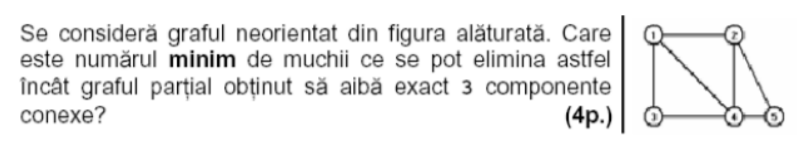 Se consideră graful neorientat din figura alăturată. Care
este numărul minim de muchii ce se pot elimina astfel
încât graful parțial obținut să aibă exact 3 componente
conexe? (4p.)
1 2
3 4 5